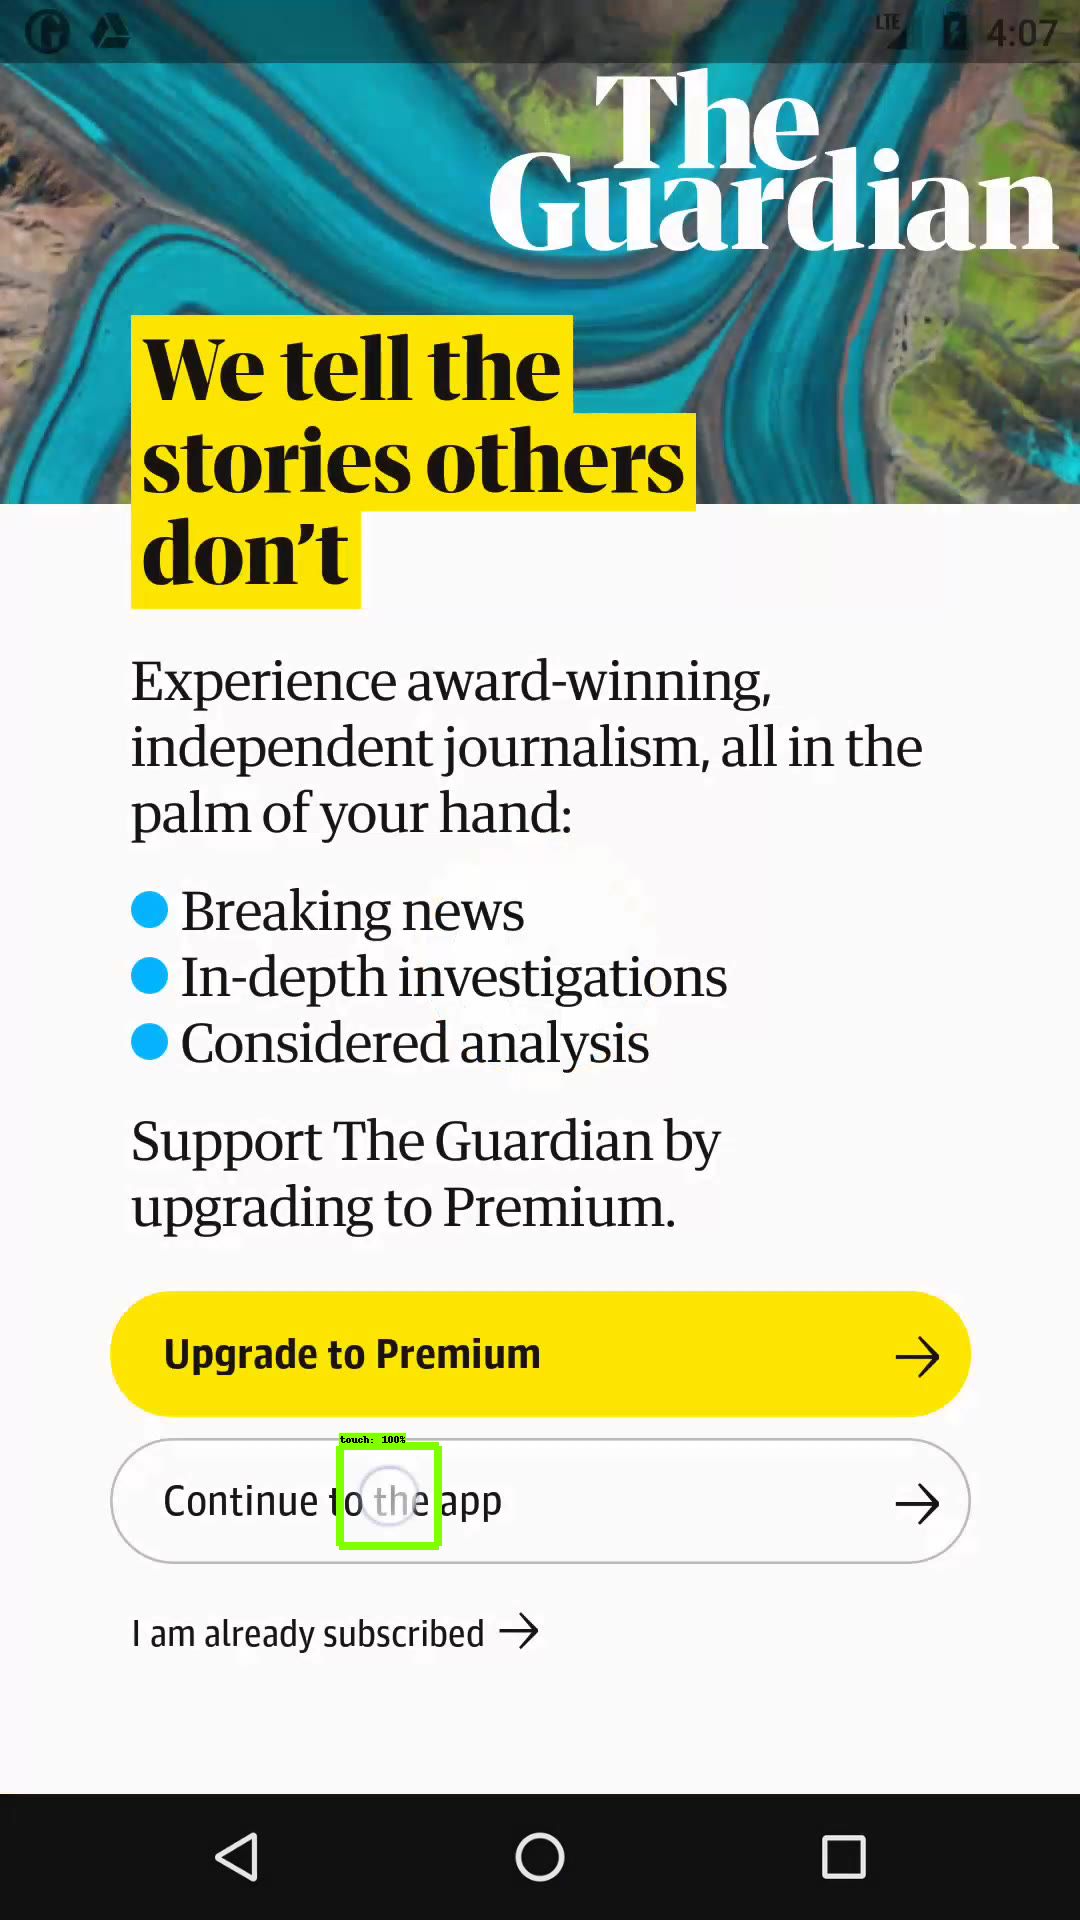 LTE 4:07
The
Guardian
We tell the
stories others
don't
Experience award-winning,
independent journalism, all in the
palm of your hand:
Breaking news
In-depth investigations
Considered analysis
Support The Guardian by
upgrading to Premium.
Upgrade to Premium
touch: 100%
Continue to the app
I am already subscribed